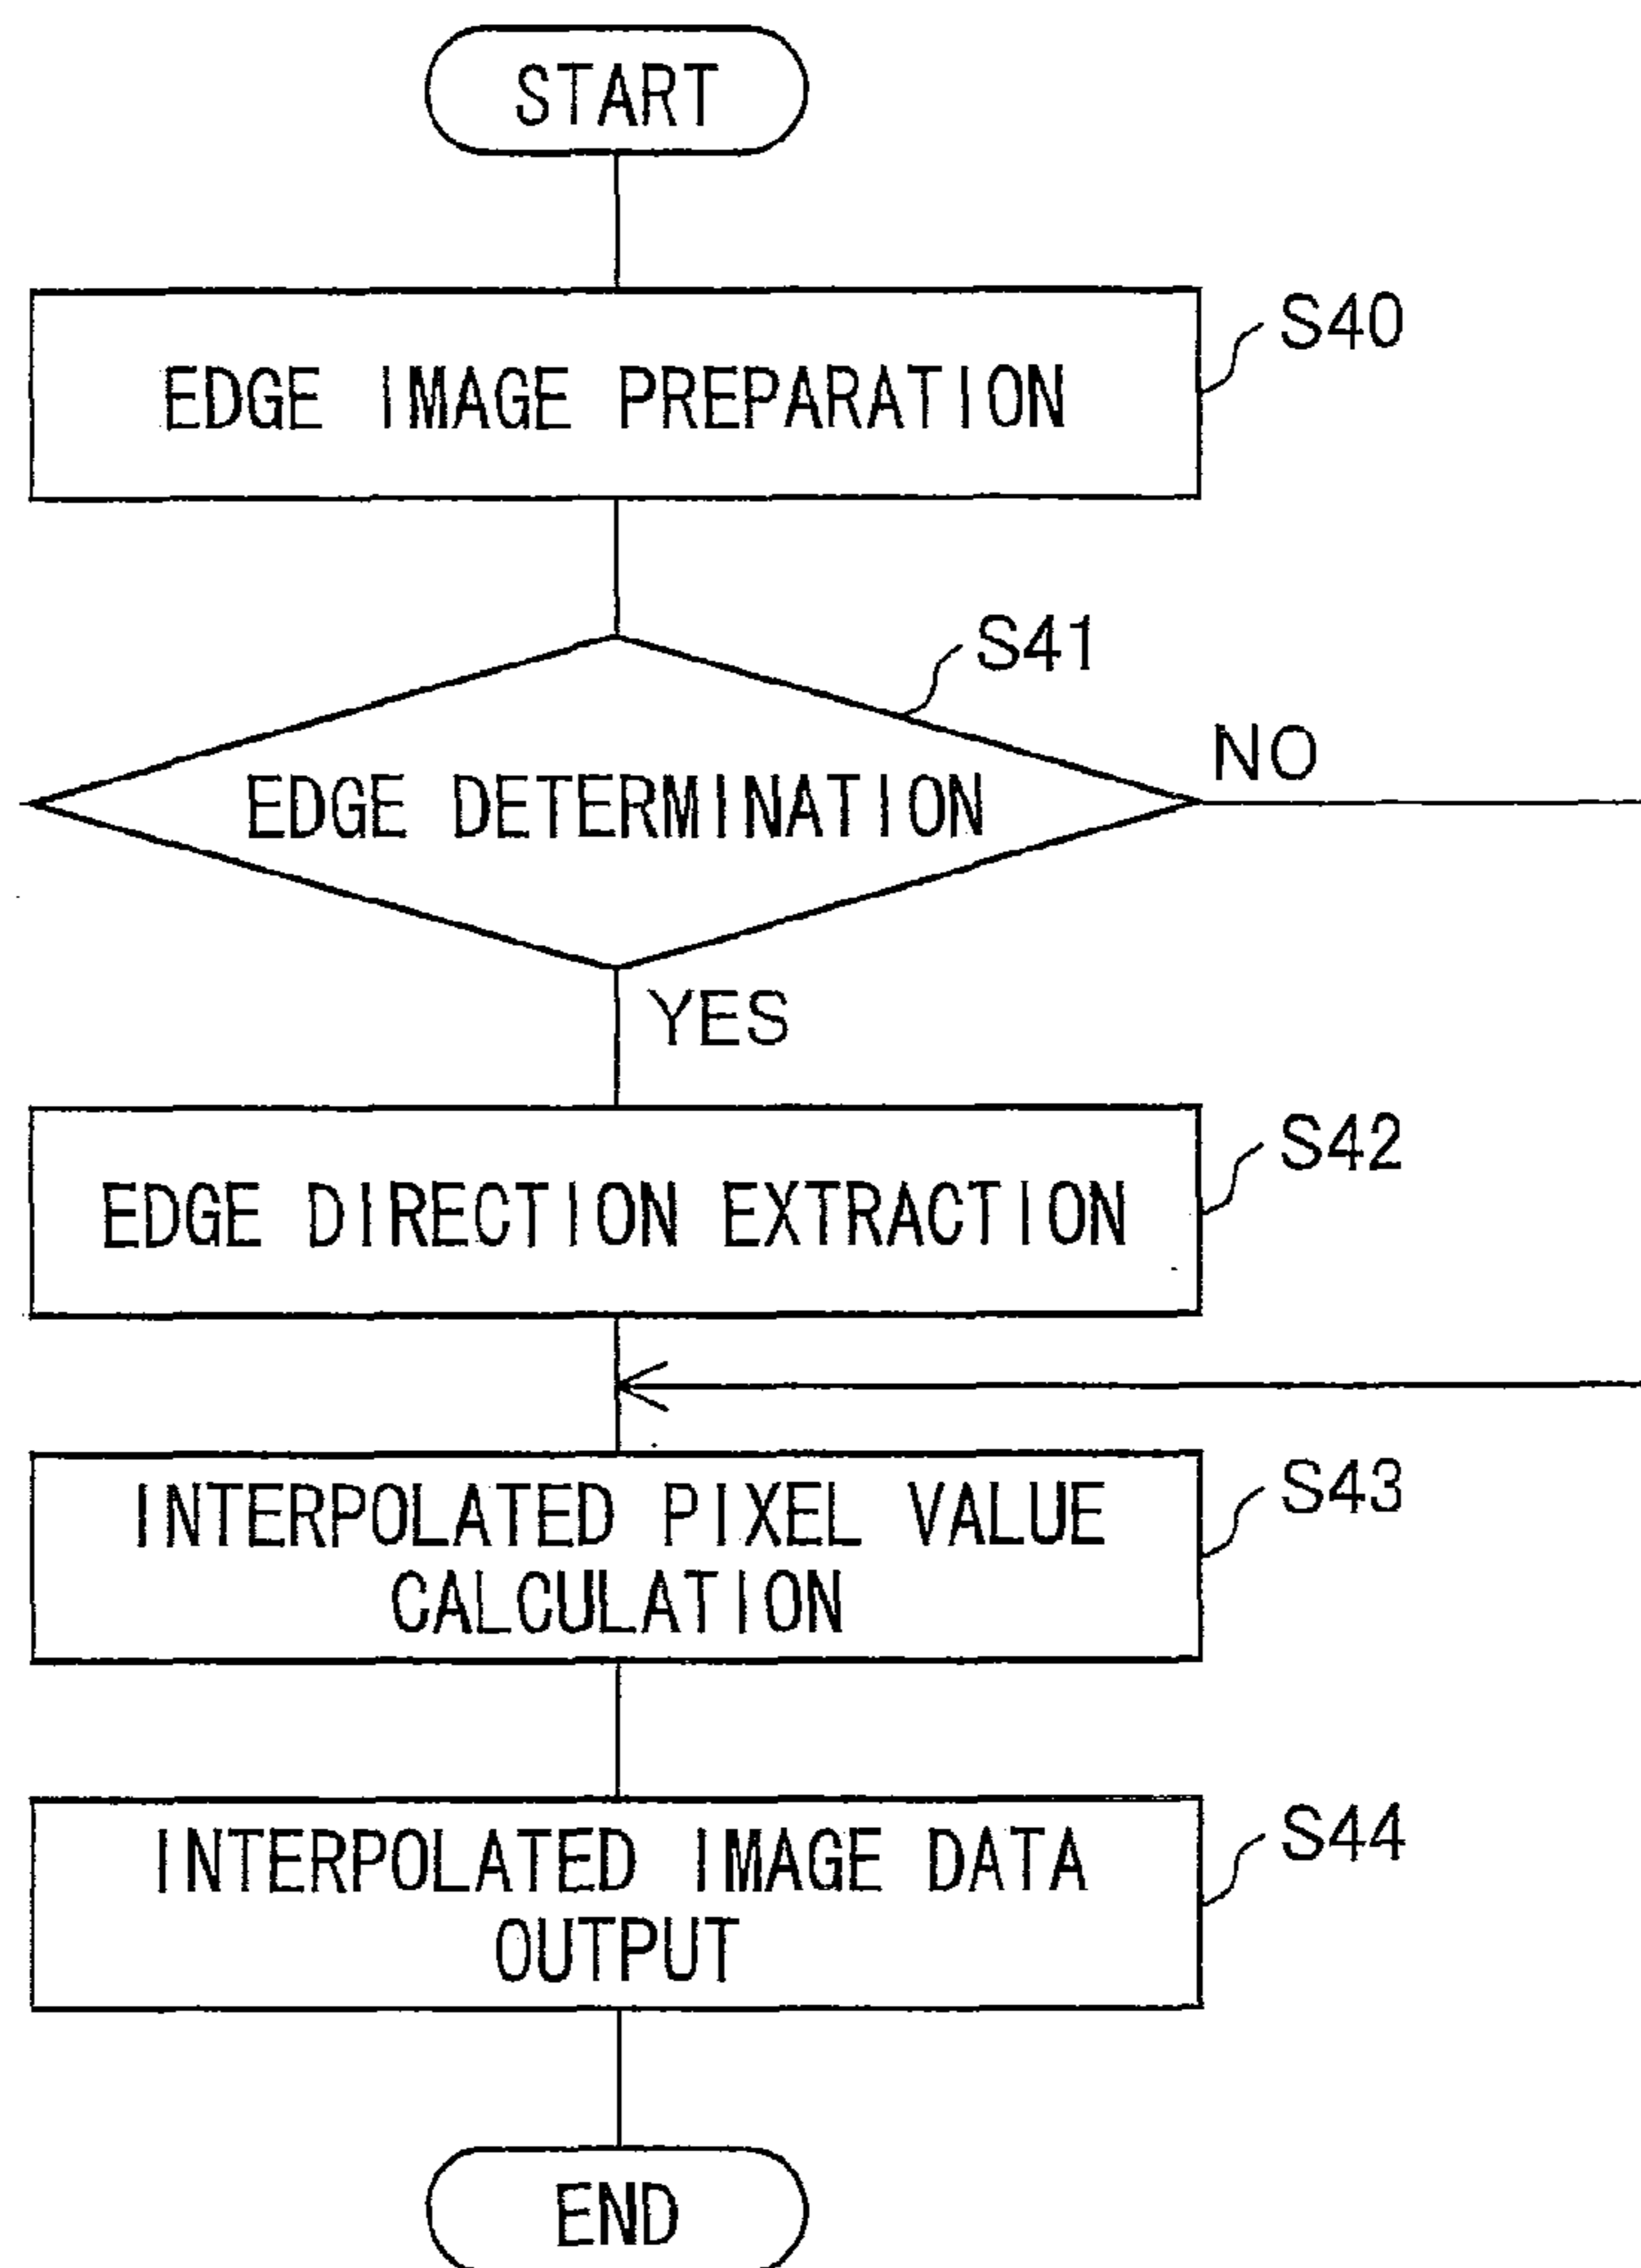 START
EDGE IMAGE PREPARATION
S40
S41
EDGE DETERMINATION
NO
YES
EDGE DIRECTION EXTRACTION
S42
INTERPOLATED PIXEL VALUE
CALCULATION
S43
INTERPOLATED IMAGE DATA
OUTPUT
S44
END